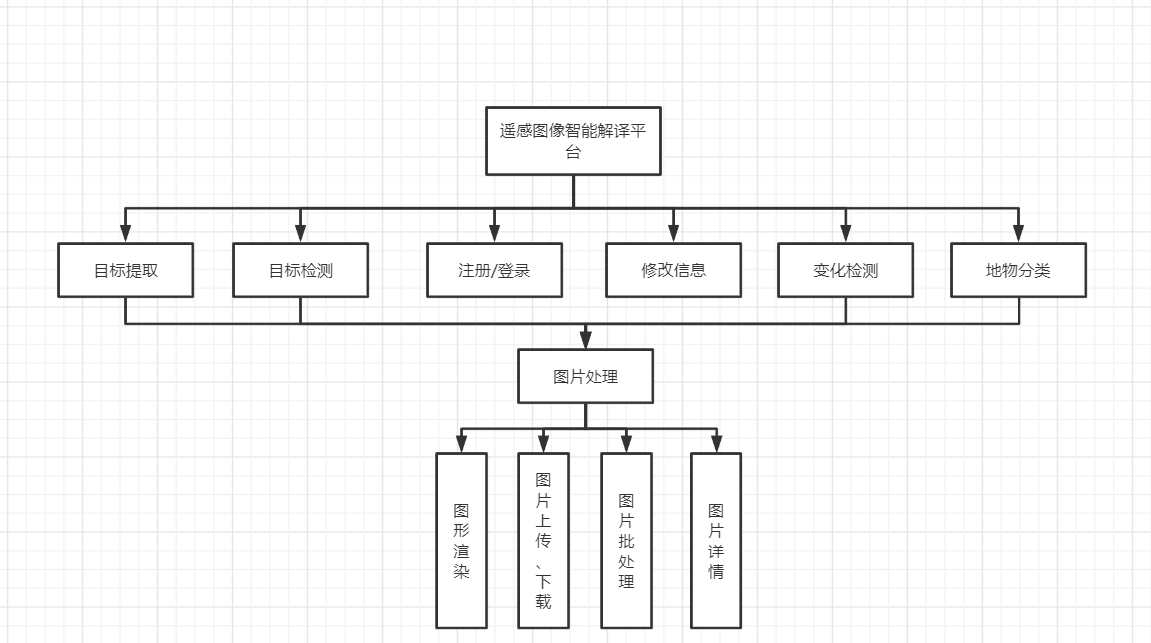 遥感图像智能解译平
台
目标提取
目标检测
注册/登录
修改信息
变化检测
地物分类
图片处理
图形渲染
图片上传、下载
图片批处理
图片详情